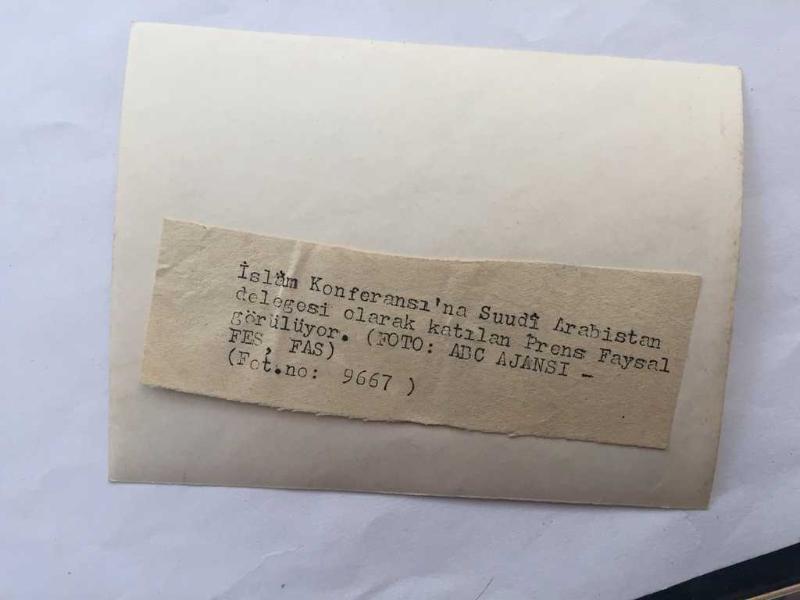 İslâm Konferansı'na Suudî Arabistan
delegesi olarak katılan Prens Faysal
görülüyor. (FOTO: ABC AJANSI -
FES, FAS)
(Fot.no: 9667 )